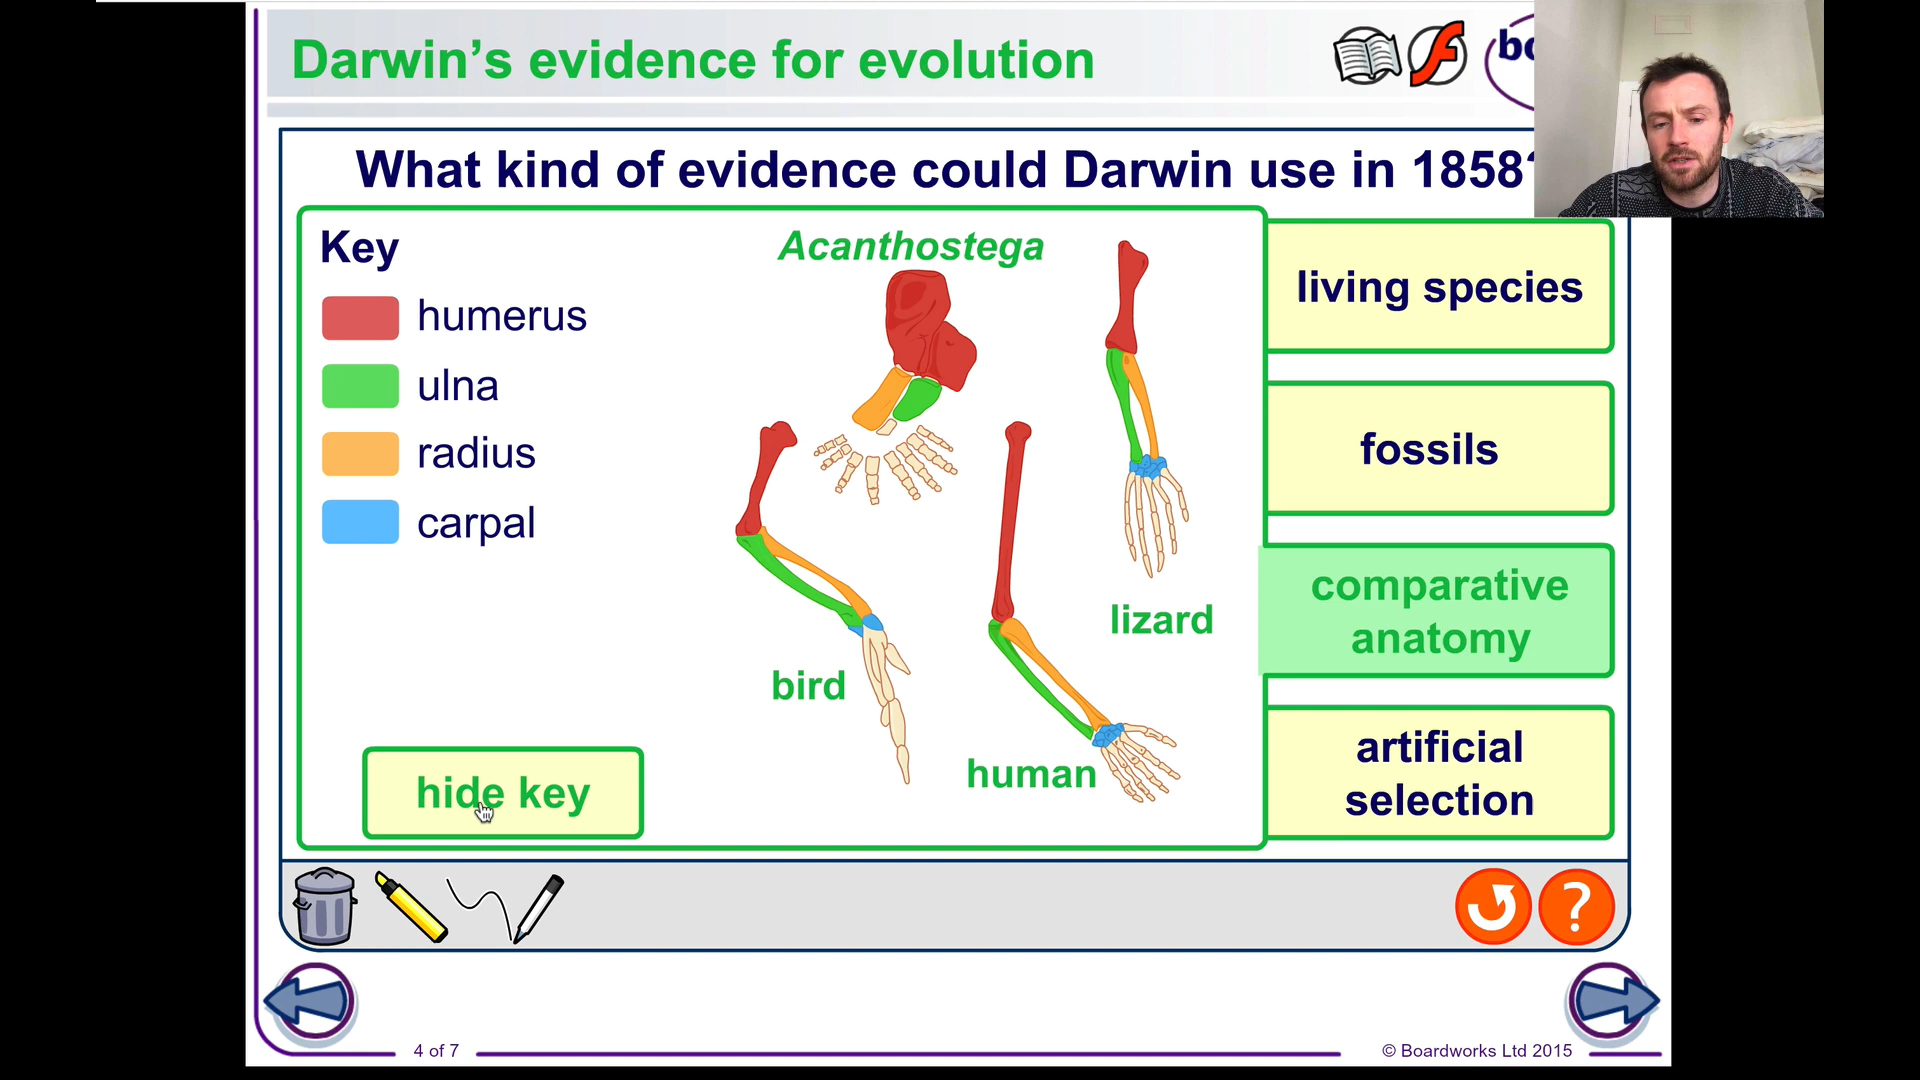 Darwin's evidence for evolution
What kind of evidence could Darwin use in 1858?
Key
humerus
ulna
radius
carpal
hide key
Acanthostega
bird
human
lizard
living species
fossils
comparative
anatomy
artificial
selection
?
4 of 7
© Boardworks Ltd 2015